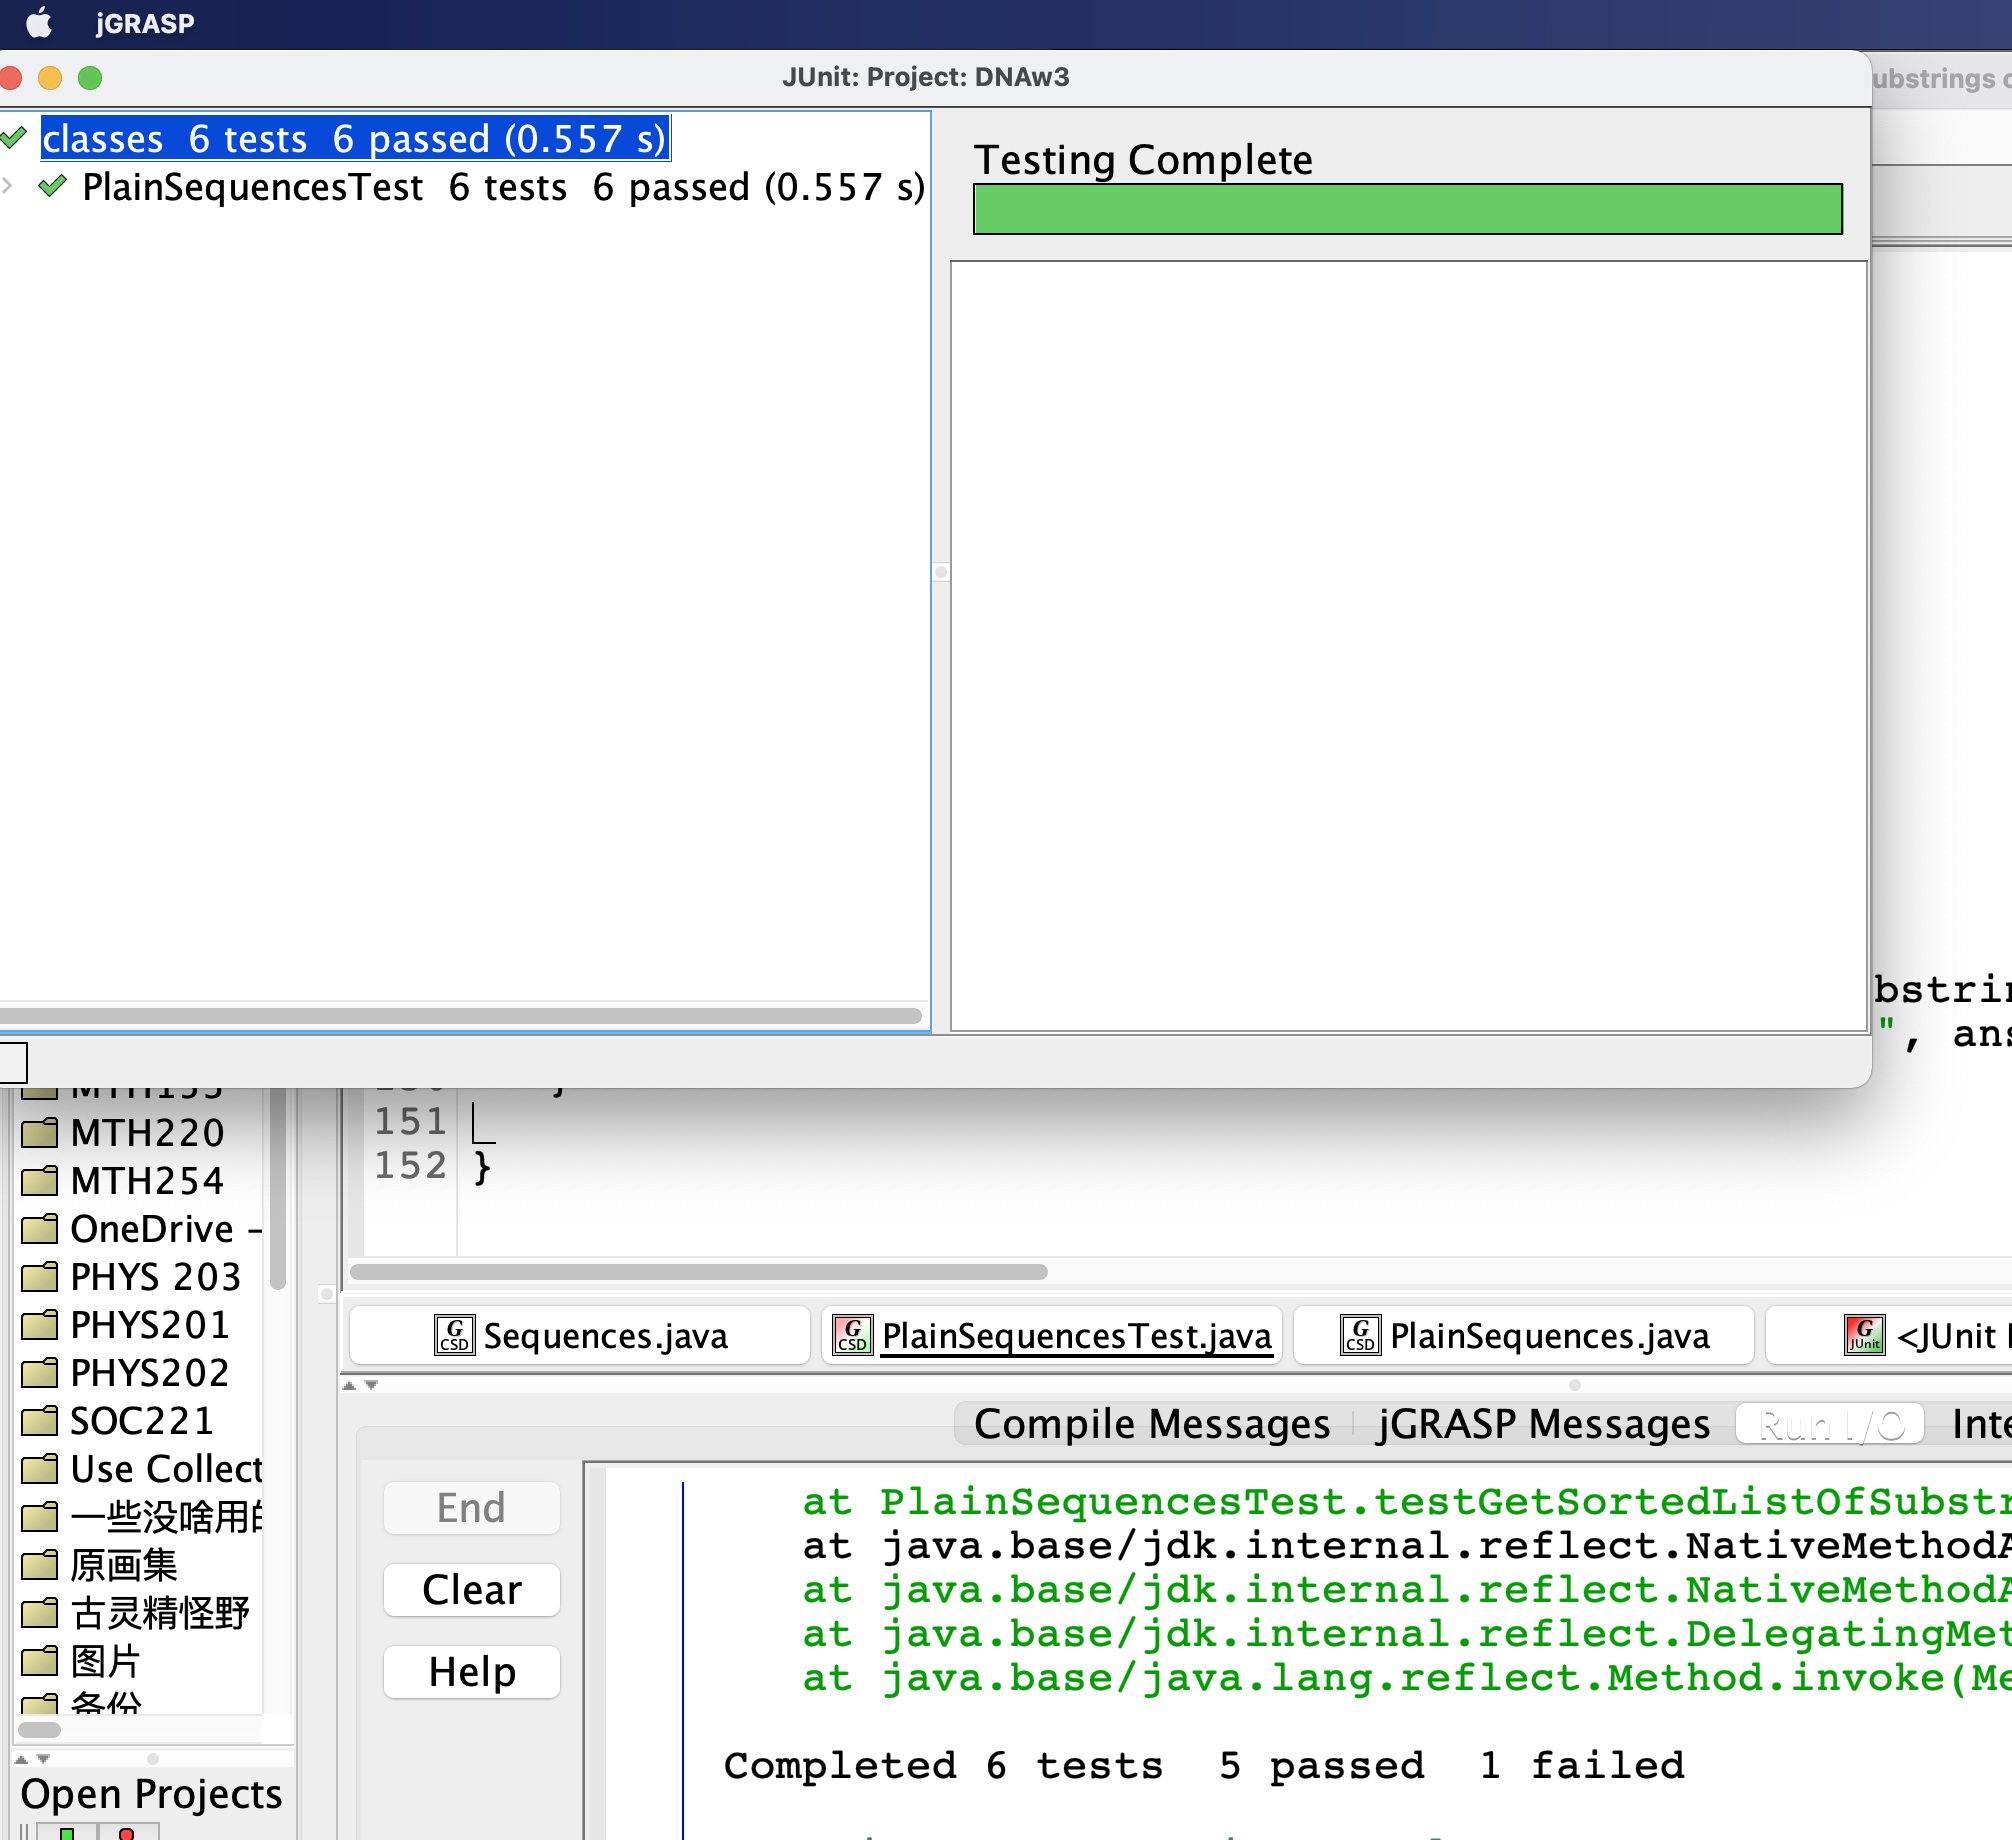 jGRASP
JUnit: Project: DNAw3
ubstrings
classes 6 tests 6 passed (0.557 s)
PlainSequencesTest 6 tests 6 passed (0.557 s)
Testing Complete
bstrin
", ans
MTH220
MTH254
OneDrive -
PHYS 203
PHYS201
PHYS202
SOC221
Use Collect
一些没啥用的
原画集
古灵精怪野
图片
备份
Open Projects
151
152 }
Sequences.java
PlainSequencesTest.java
PlainSequences.java
<JUnit
Compile Messages
jGRASP Messages
Run I/O
Inte
End
Clear
Help
at PlainSequencesTest.testGetSortedListOfSubstr
at java.base/jdk.internal.reflect.NativeMethodA
at java.base/jdk.internal.reflect.NativeMethodA
at java.base/jdk.internal.reflect.DelegatingMet
at java.base/java.lang.reflect.Method.invoke(Me
Completed 6 tests 5 passed 1 failed